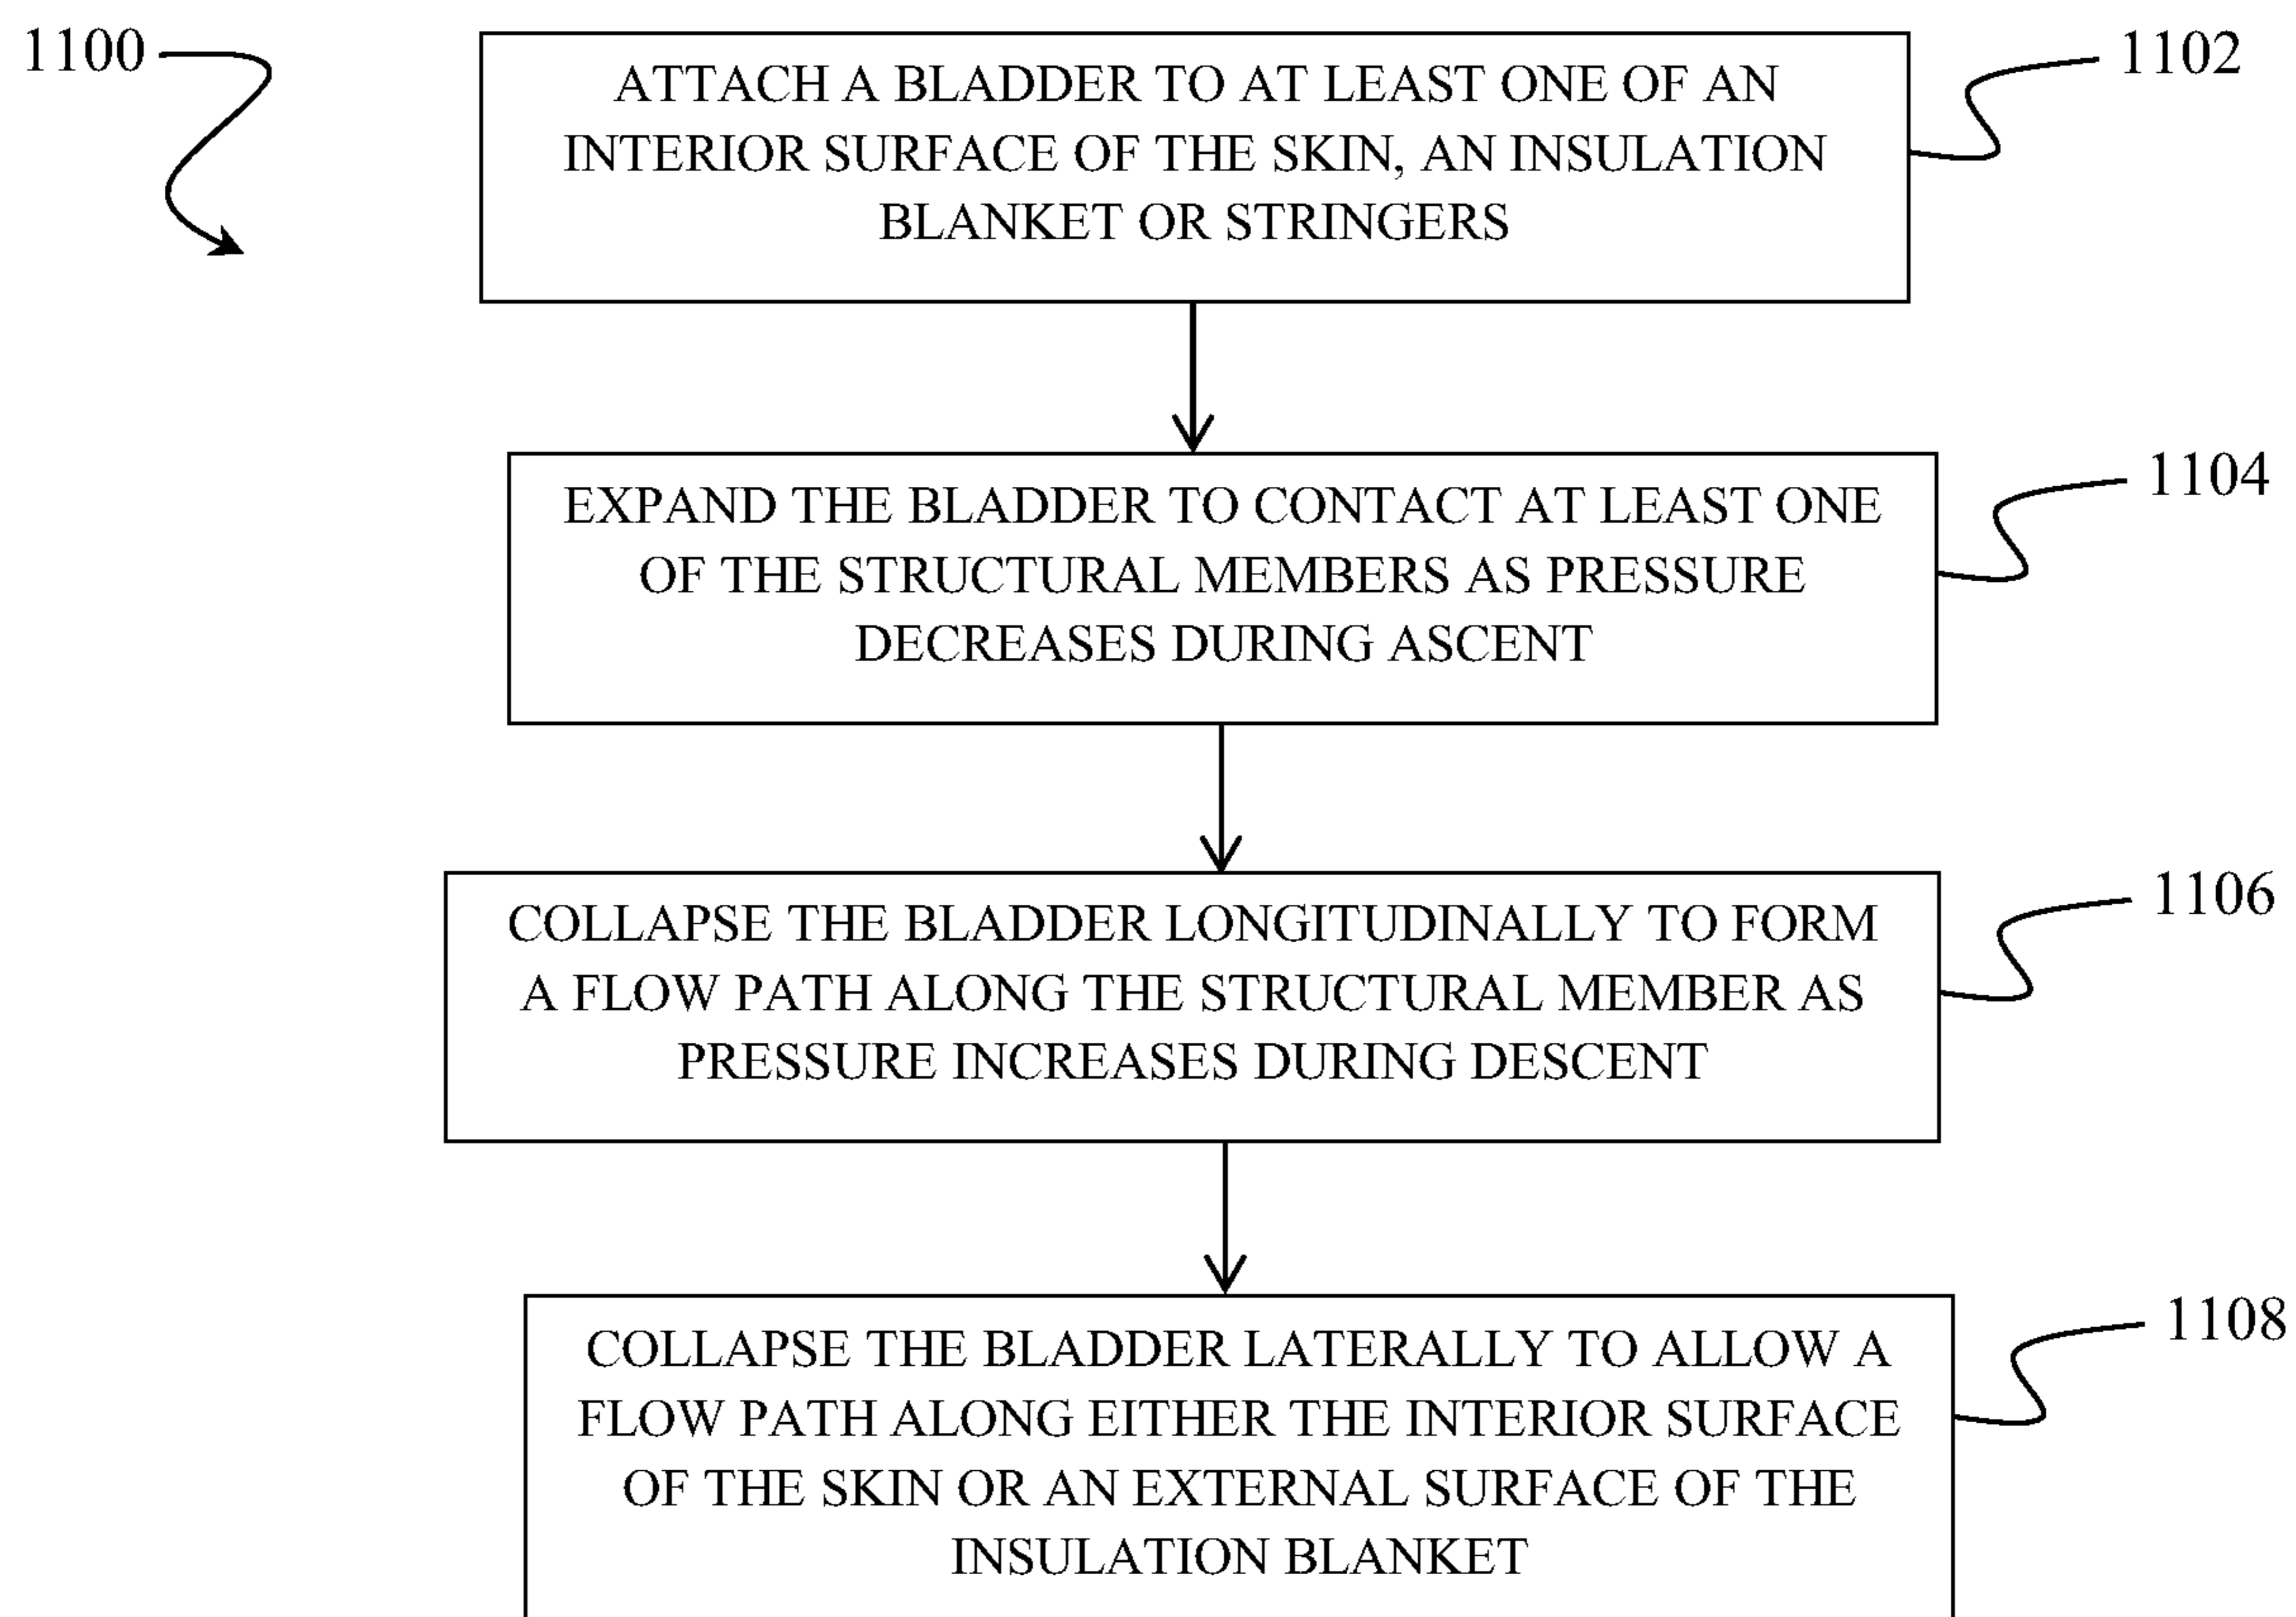 1100
ATTACH A BLADDER TO AT LEAST ONE OF AN
INTERIOR SURFACE OF THE SKIN, AN INSULATION
BLANKET OR STRINGERS
1102
EXPAND THE BLADDER TO CONTACT AT LEAST ONE
OF THE STRUCTURAL MEMBERS AS PRESSURE
DECREASES DURING ASCENT
1104
COLLAPSE THE BLADDER LONGITUDINALLY TO FORM
A FLOW PATH ALONG THE STRUCTURAL MEMBER AS
PRESSURE INCREASES DURING DESCENT
1106
COLLAPSE THE BLADDER LATERALLY TO ALLOW A
FLOW PATH ALONG EITHER THE INTERIOR SURFACE
OF THE SKIN OR AN EXTERNAL SURFACE OF THE
INSULATION BLANKET
1108